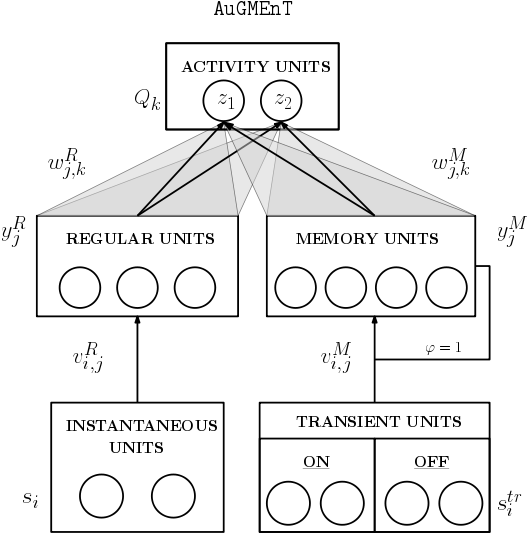 AuGMEnT
ACTIVITY UNITS
Q_k
z_1 z_2
w^R_{j,k} w^M_{j,k}
y^R_j y^M_j
REGULAR UNITS MEMORY UNITS
v^R_{i,j} v^M_{i,j} φ = 1
INSTANTANEOUS
UNITS
TRANSIENT UNITS
ON OFF
s_i s^{tr}_i